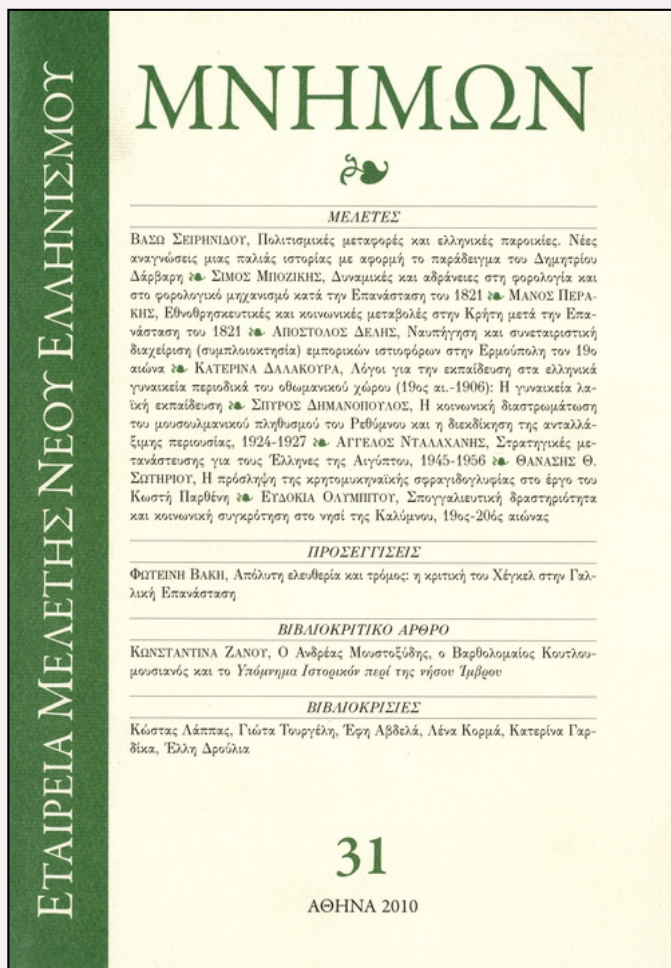 ΕΤΑΙΡΕΙΑ ΜΕΛΕΤΗΣ ΝΕΟΥ ΕΛΛΗΝΙΣΜΟΥ
ΜΝΗΜΩΝ
ΜΕΛΕΤΕΣ
ΒΑΣΩ ΣΕΙΡΗΝΙΔΟΥ, Πολιτισμικές μεταφορές και ελληνικές παροικίες. Νέες
αναγνώσεις μιας παλιάς ιστορίας με αφορμή το παράδειγμα του Δημητρίου
Δάρβαρη ❧ ΣΙΜΟΣ ΜΠΟΖΙΚΗΣ, Δυναμικές και αδράνειες στη φορολογία και
στο φορολογικό μηχανισμό κατά την Επανάσταση του 1821 ❧ ΜΑΝΟΣ ΠΕΡΑ-
ΚΗΣ, Εθνοθρησκευτικές και κοινωνικές μεταβολές στην Κρήτη μετά την Επα-
νάσταση του 1821 ❧ ΑΠΟΣΤΟΛΟΣ ΔΕΛΗΣ, Ναυπήγηση και συνεταιριστική
διαχείριση (συμπλοιοκτησία) εμπορικών ιστιοφόρων στην Ερμούπολη τον 19ο
αιώνα ❧ ΚΑΤΕΡΙΝΑ ΔΑΛΑΚΟΥΡΑ, Λόγοι για την εκπαίδευση στα ελληνικά
γυναικεία περιοδικά του οθωμανικού χώρου (19ος αι.-1906): Η γυναικεία λα-
ϊκή εκπαίδευση ❧ ΣΠΥΡΟΣ ΔΗΜΑΝΟΠΟΥΛΟΣ, Η κοινωνική διαστρωμάτωση
του μουσουλμανικού πληθυσμού του Ρεθύμνου και η διεκδίκηση της ανταλλά-
ξιμης περιουσίας, 1924-1927 ❧ ΑΓΓΕΛΟΣ ΝΤΑΛΑΧΑΝΗΣ, Στρατηγικές με-
τανάστευσης για τους Έλληνες της Αιγύπτου, 1945-1956 ❧ ΘΑΝΑΣΗΣ Θ.
ΣΩΤΗΡΙΟΥ, Η πρόσληψη της κρητομυκηναϊκής σφραγιδογλυφίας στο έργο του
Κωστή Παρθένη ❧ ΕΥΔΟΚΙΑ ΟΛΥΜΠΙΤΟΥ, Σπογγαλιευτική δραστηριότητα
και κοινωνική συγκρότηση στο νησί της Καλύμνου, 19ος-20ός αιώνας
ΠΡΟΣΕΓΓΙΣΕΙΣ
ΦΩΤΕΙΝΗ ΒΑΚΗ, Απόλυτη ελευθερία και τρόμος: η κριτική του Χέγκελ στην Γαλ-
λική Επανάσταση
ΒΙΒΛΙΟΚΡΙΤΙΚΟ ΑΡΘΡΟ
ΚΩΝΣΤΑΝΤΙΝΑ ΖΑΝΟΥ, Ο Ανδρέας Μουστοξύδης, ο Βαρθολομαίος Κουτλου-
μουσιανός και το Υπόμνημα Ιστορικόν περί της νήσου Ίμβρου
ΒΙΒΛΙΟΚΡΙΣΙΕΣ
Κώστας Λάππας, Γιώτα Τουργέλη, Έφη Αβδελά, Λένα Κορμά, Κατερίνα Γαρ-
δίκα, Έλλη Δρούλια
31
ΑΘΗΝΑ 2010